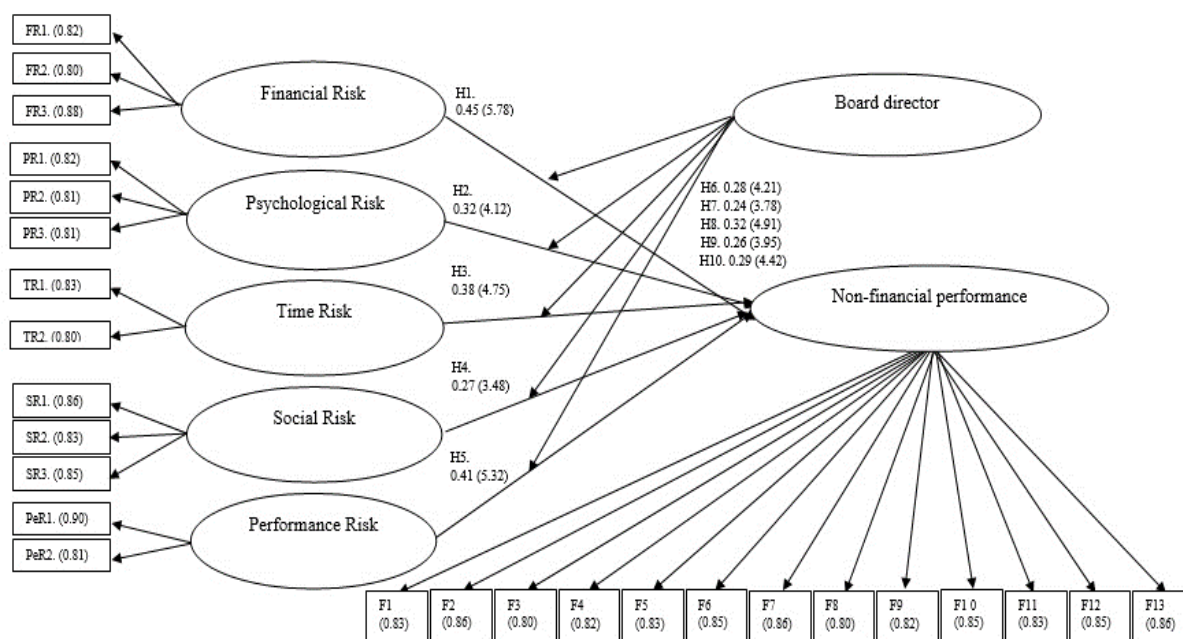 FR1. (0.82)
FR2. (0.80)
FR3. (0.88)
PR1. (0.82)
PR2. (0.81)
PR3. (0.81)
TR1. (0.83)
TR2. (0.80)
SR1. (0.86)
SR2. (0.83)
SR3. (0.85)
PeR1. (0.90)
PeR2. (0.81)
Financial Risk
Psychological Risk
Time Risk
Social Risk
Performance Risk
H1.
0.45 (5.78)
H2.
0.32 (4.12)
H3.
0.38 (4.75)
H4.
0.27 (3.48)
H5.
0.41 (5.32)
Board director
H6. 0.28 (4.21)
H7. 0.24 (3.78)
H8. 0.32 (4.91)
H9. 0.26 (3.95)
H10. 0.29 (4.42)
Non-financial performance
F1
(0.83)
F2
(0.86)
F3
(0.80)
F4
(0.82)
F5
(0.83)
F6
(0.85)
F7
(0.86)
F8
(0.80)
F9
(0.82)
F1 0
(0.85)
F11
(0.83)
F12
(0.85)
F13
(0.86)